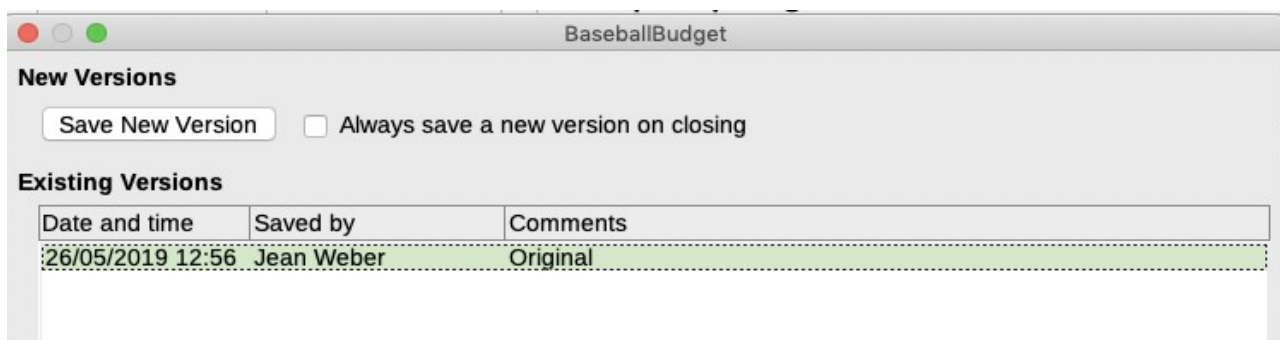 BaseballBudget
New Versions
Save New Version Always save a new version on closing
Existing Versions
Date and time Saved by Comments
26/05/2019 12:56 Jean Weber Original